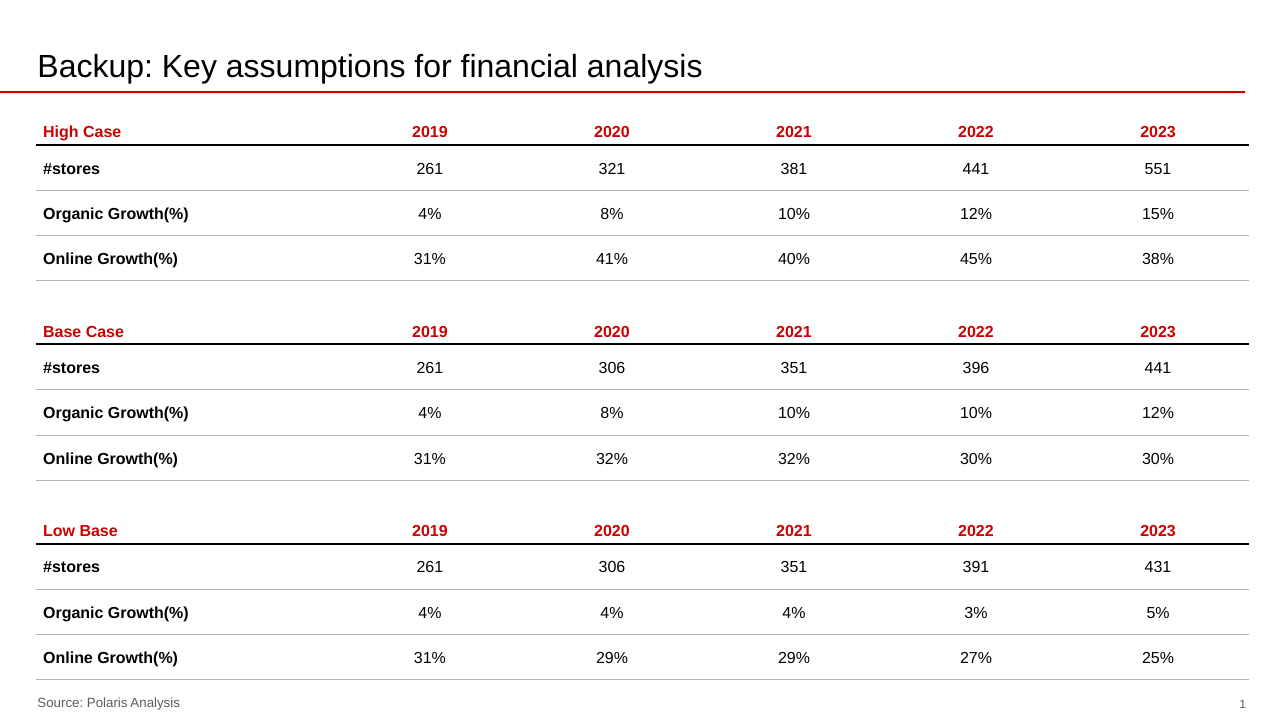 Backup: Key assumptions for financial analysis
High Case 2019 2020 2021 2022 2023
#stores 261 321 381 441 551
Organic Growth(%) 4% 8% 10% 12% 15%
Online Growth(%) 31% 41% 40% 45% 38%
Base Case 2019 2020 2021 2022 2023
#stores 261 306 351 396 441
Organic Growth(%) 4% 8% 10% 10% 12%
Online Growth(%) 31% 32% 32% 30% 30%
Low Base 2019 2020 2021 2022 2023
#stores 261 306 351 391 431
Organic Growth(%) 4% 4% 4% 3% 5%
Online Growth(%) 31% 29% 29% 27% 25%
Source: Polaris Analysis 1